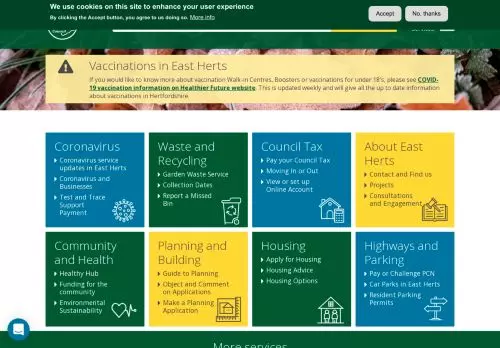 We use cookies on this site to enhance your user experience
By clicking the Accept button, you agree to us doing so. More info
Accept
No, thanks
Vaccinations in East Herts
If you would like to know more about vaccination Walk-in Centres, Boosters or vaccinations for under 18's, please see COVID-
19 vaccination information on Healthier Future website. This is updated weekly and will give all the up to date information
about vaccinations in Hertfordshire.
Coronavirus
Coronavirus service
updates in East Herts
Coronavirus and
Businesses
Test and Trace
Support
Payment
Waste and
Recycling
Garden Waste Service
Collection Dates
Report a Missed
Bin
Council Tax
Pay your Council Tax
Moving In or Out
View or set up
Online Account
About East
Herts
Contact and Find us
Projects
Consultations
and Engagement
Community
and Health
Healthy Hub
Funding for the
community
Environmental
Sustainability
Planning and
Building
Guide to Planning
Object and Comment
on Applications
Make a Planning
Application
Housing
Apply for Housing
Housing Advice
Housing Options
Highways and
Parking
Pay or Challenge PCN
Car Parks in East Herts
Resident Parking
Permits
More services